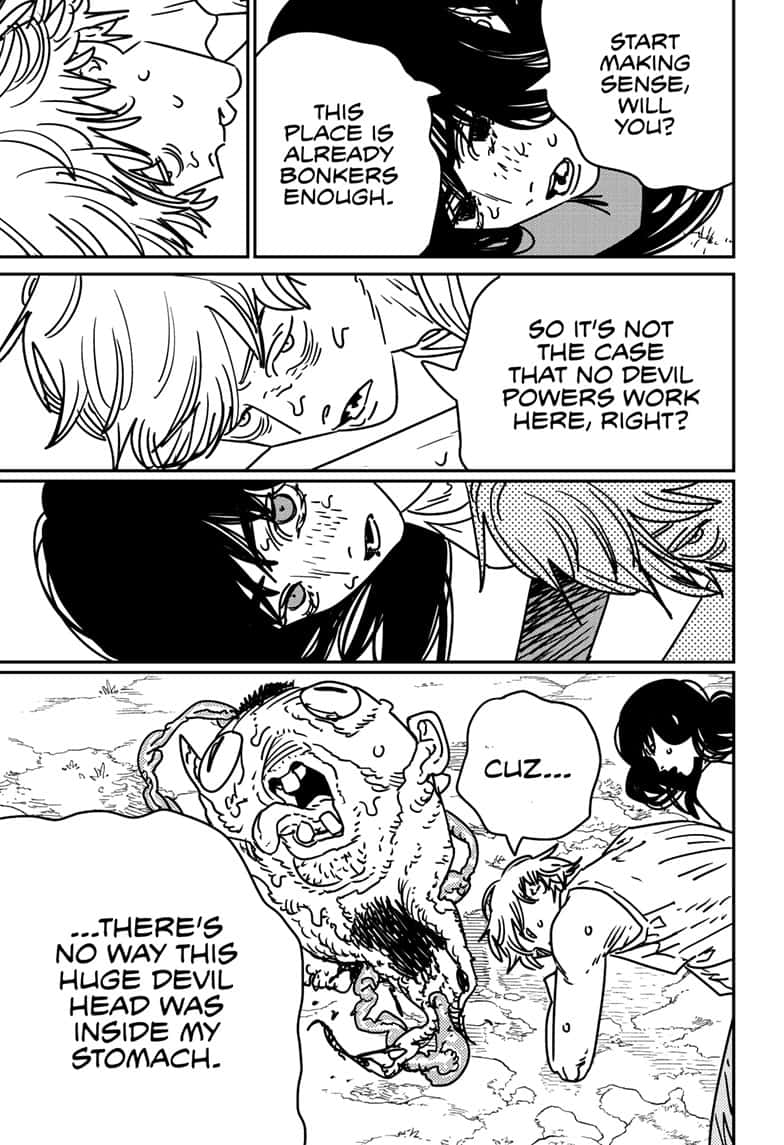 START
MAKING
SENSE,
WILL
YOU?
THIS
PLACE IS
ALREADY
BONKERS
ENOUGH.
SO IT'S NOT
THE CASE
THAT NO DEVIL
POWERS WORK
HERE, RIGHT?
CUZ...
...THERE'S
NO WAY THIS
HUGE DEVIL
HEAD WAS
INSIDE MY
STOMACH.